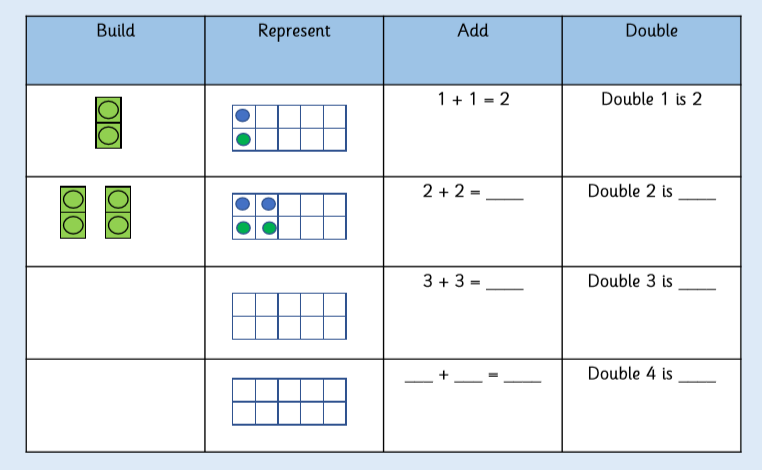 Build Represent Add Double
1 + 1 = 2 Double 1 is 2
2 + 2 = ____ Double 2 is ____
3 + 3 = ____ Double 3 is ____
___ + ___ = ____ Double 4 is ____